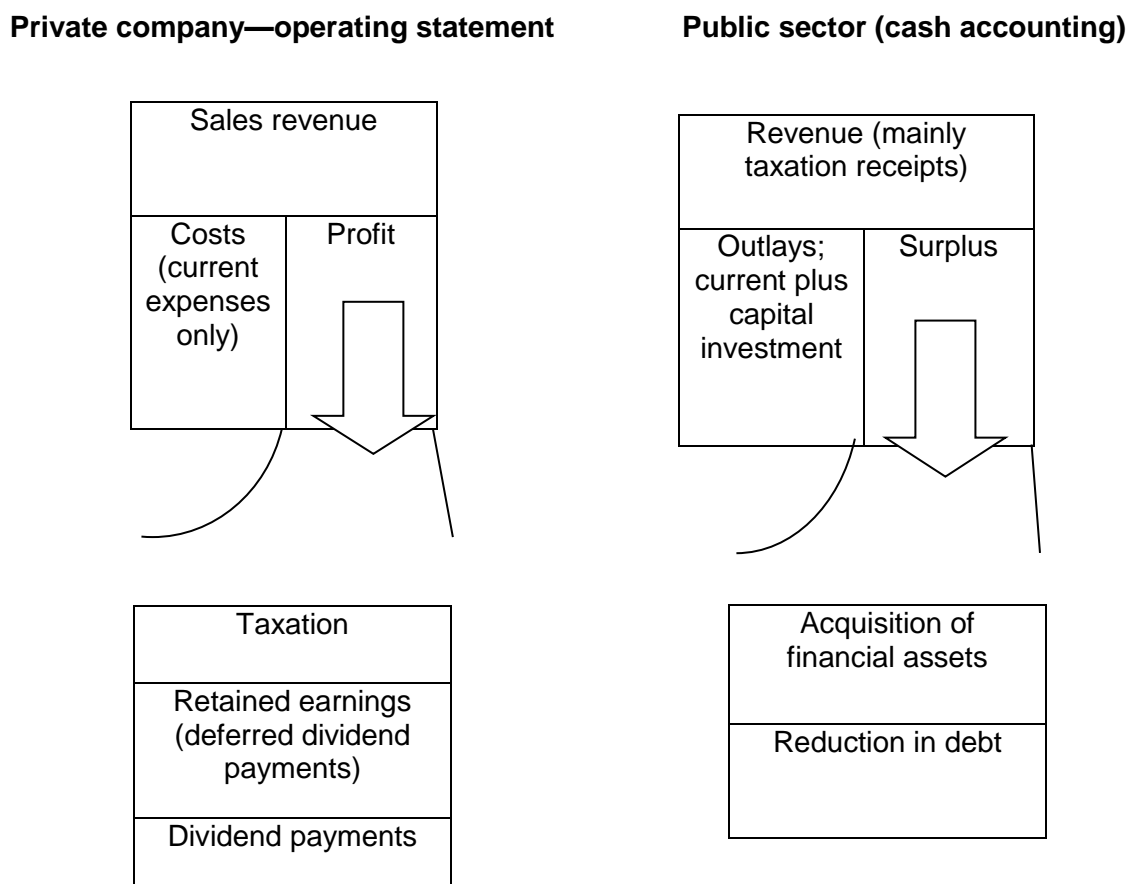 Private company—operating statement
Public sector (cash accounting)
Sales revenue
Costs
(current
expenses
only)
Profit
Revenue (mainly
taxation receipts)
Outlays;
current plus
capital
investment
Surplus
Taxation
Retained earnings
(deferred dividend
payments)
Dividend payments
Acquisition of
financial assets
Reduction in debt